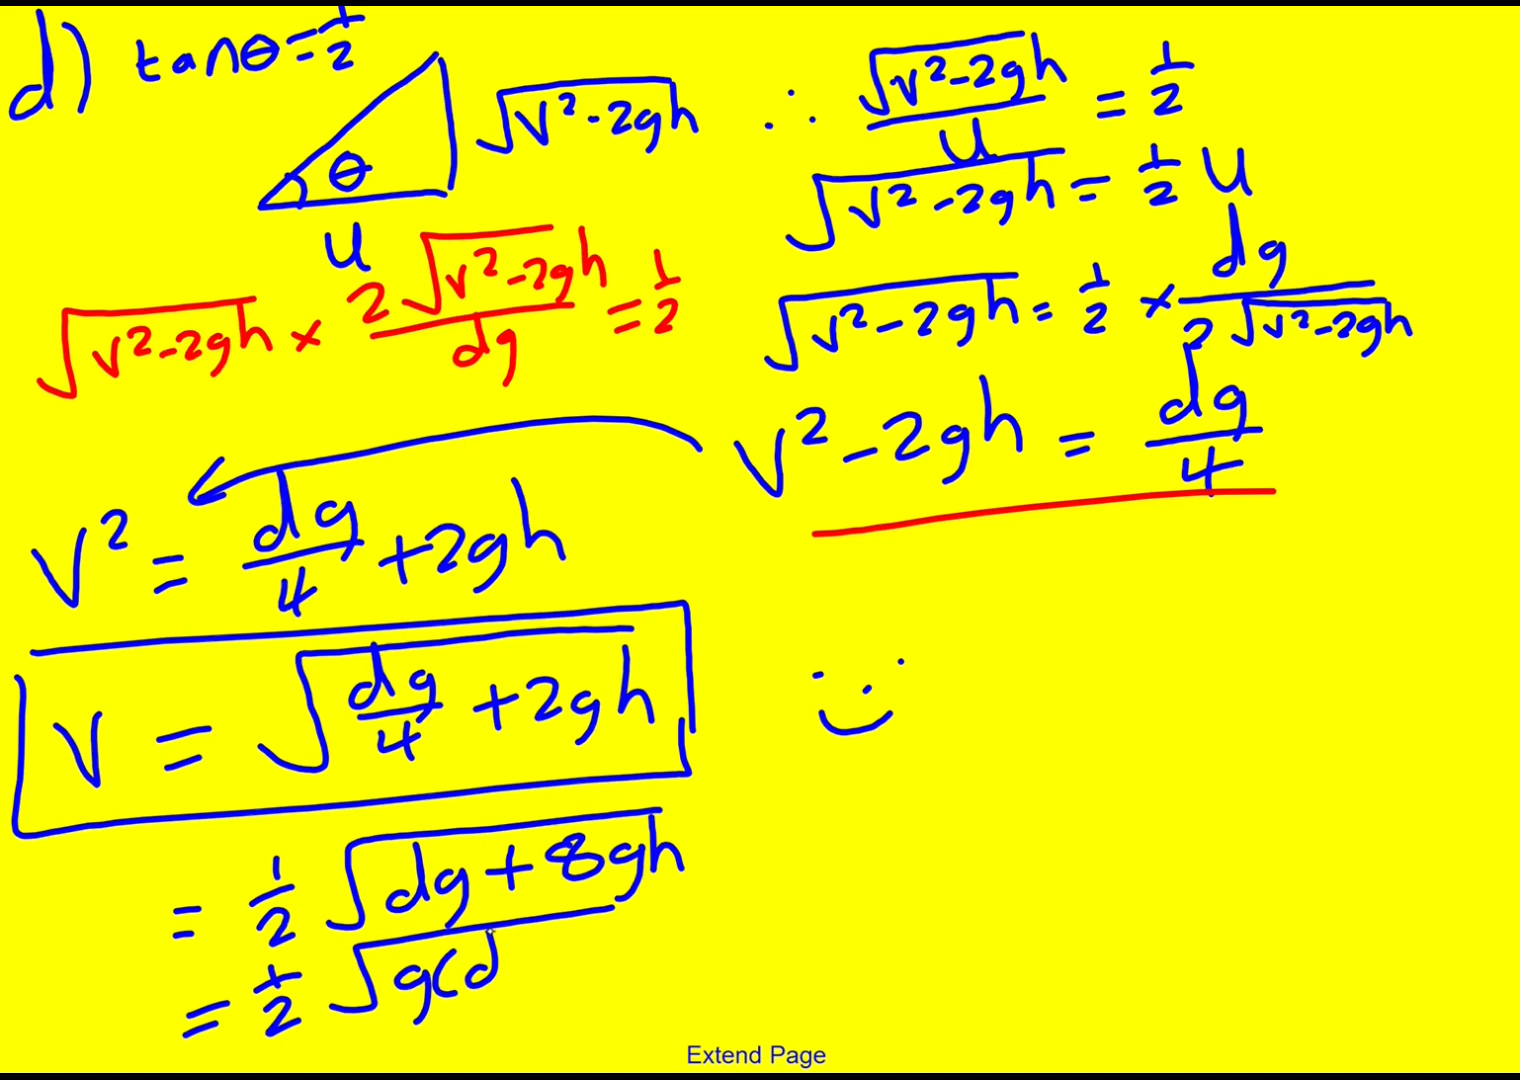 d) tanθ = 1/2
θ
√(v² - 2gh)
u
√(v² - 2gh) × 2√(v² - 2gh)/dg = 1/2
∴ √(v² - 2gh)/u = 1/2
√(v² - 2gh) = 1/2 u
√(v² - 2gh) = 1/2 × dg/2√(v² - 2gh)
v² - 2gh = dg/4
v² = dg/4 + 2gh
v = √(dg/4 + 2gh)
= 1/2 √(dg + 8gh)
= 1/2 √g(d
Extend Page